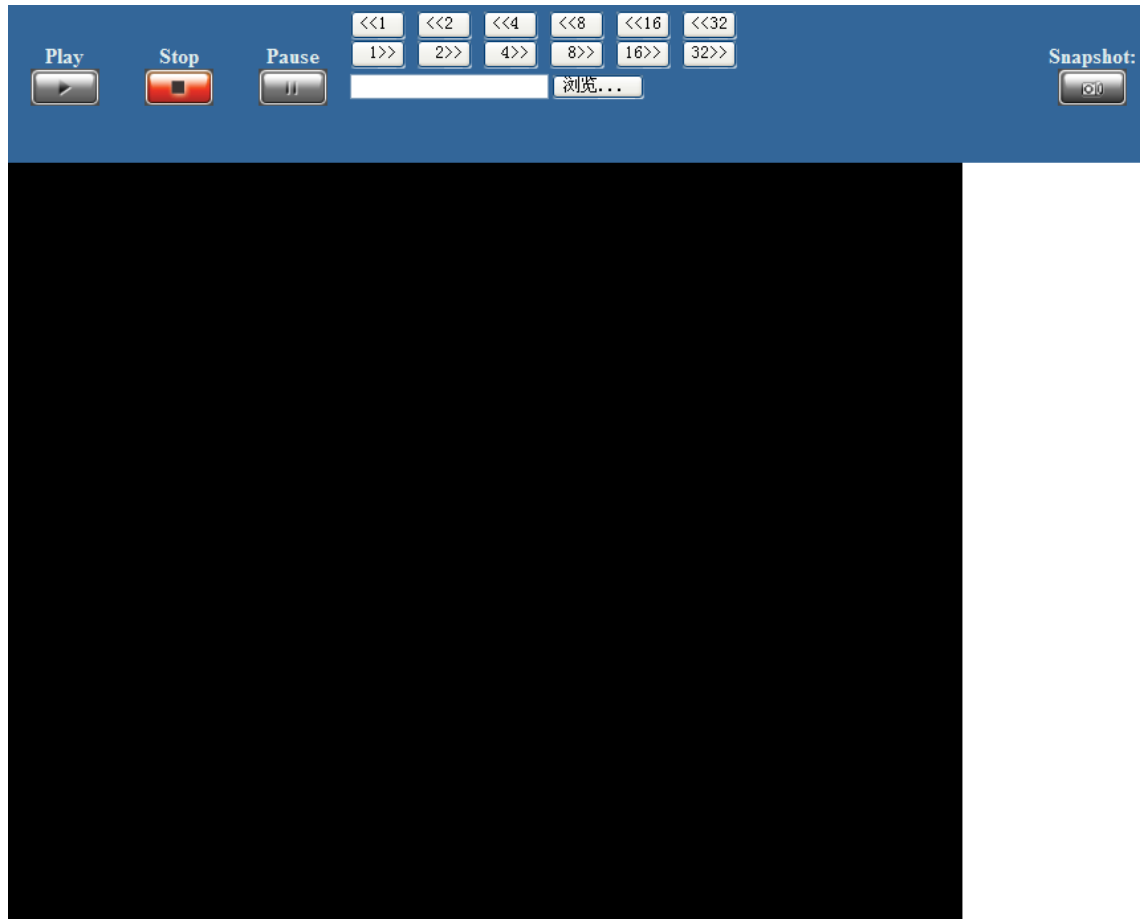 <<1 <<2 <<4 <<8 <<16 <<32
Play Stop Pause 1>> 2>> 4>> 8>> 16>> 32>> Snapshot:
浏览...